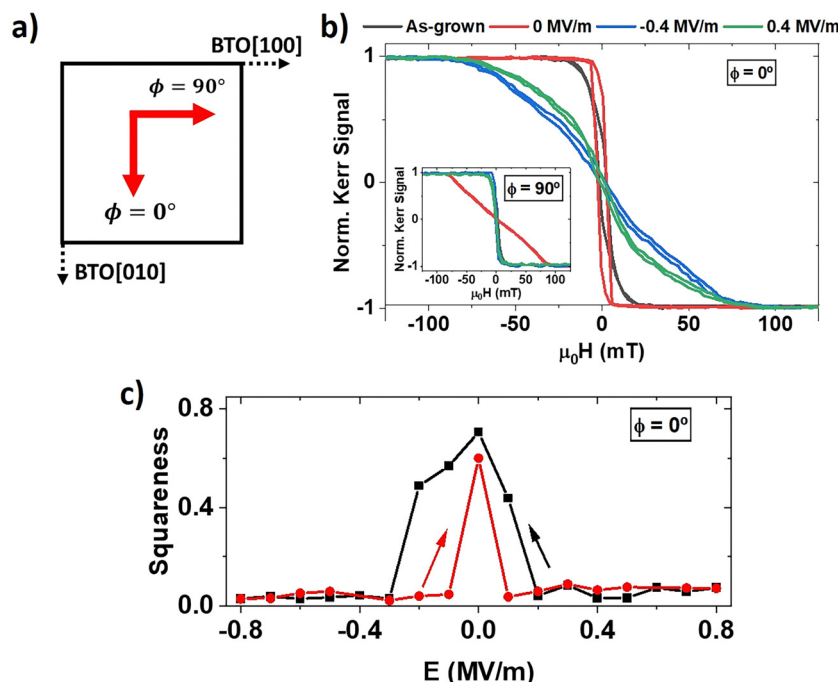 a)
BTO[100]
ϕ = 90°
ϕ = 0°
BTO[010]
b)
As-grown 0 MV/m -0.4 MV/m 0.4 MV/m
ϕ = 0º
Norm. Kerr Signal
1
0
-1
-100 -50 0 50 100
μ0H (mT)
ϕ = 90º
Norm. Kerr Signal
1
0
-1
-100 -50 0 50 100
μ0H (mT)
c)
ϕ = 0º
Squareness
0.8
0.4
0.0
-0.8 -0.4 0.0 0.4 0.8
E (MV/m)